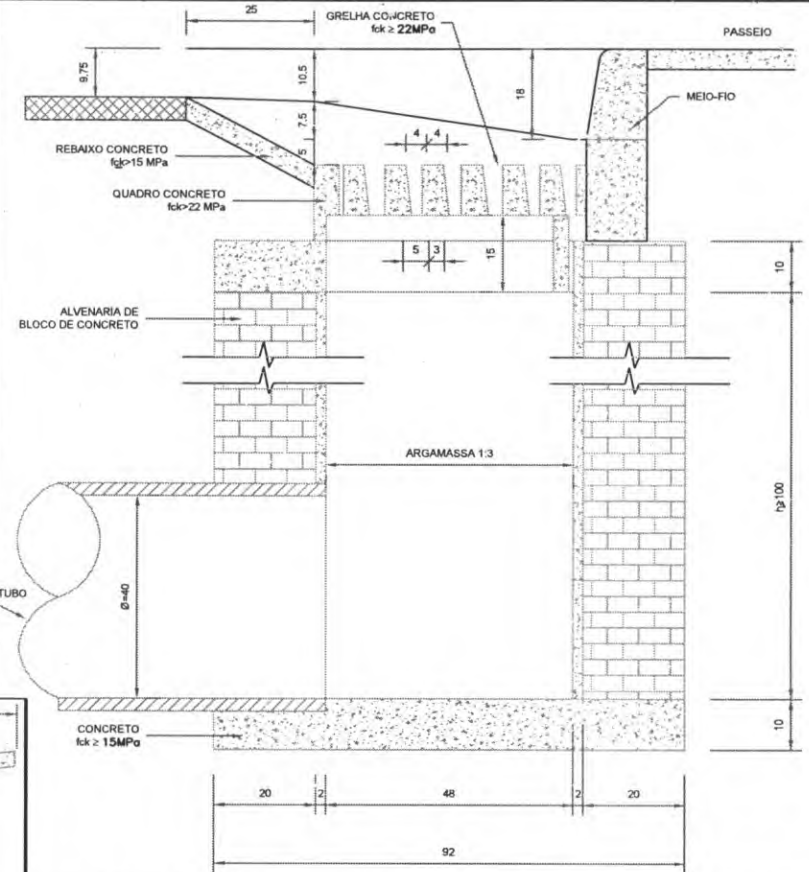 25
GRELHA CONCRETO
fck ≥ 22MPa
PASSEIO
9,75
10,5
18
MEIO-FIO
7,5
4 4
REBAIXO CONCRETO
fck>15 MPa
5
QUADRO CONCRETO
fck>22 MPa
5 3
15
10
ALVENARIA DE
BLOCO DE CONCRETO
ARGAMASSA 1:3
h≥100
TUBO
Ø=40
CONCRETO
fck ≥ 15MPa
10
20 2 48 2 20
92